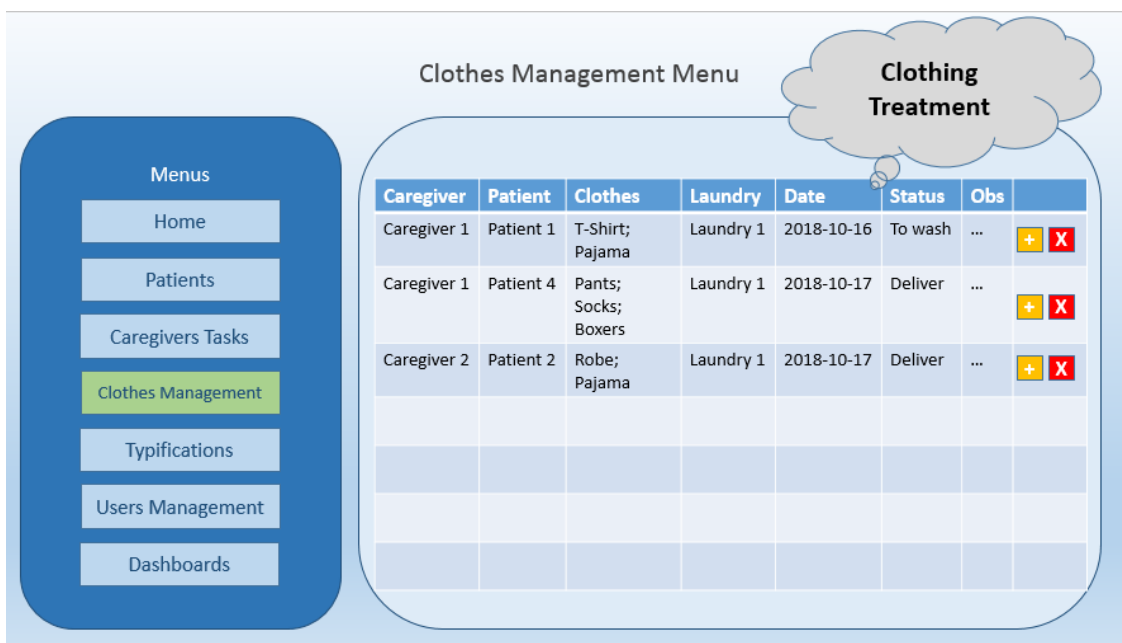 Clothes Management Menu
Clothing
Treatment
Menus
Home
Patients
Caregivers Tasks
Clothes Management
Typifications
Users Management
Dashboards
Caregiver Patient Clothes Laundry Date Status Obs
Caregiver 1 Patient 1 T-Shirt; Laundry 1 2018-10-16 To wash ...
Pajama
+ X
Caregiver 1 Patient 4 Pants; Laundry 1 2018-10-17 Deliver ...
Socks;
+ X
Boxers
Caregiver 2 Patient 2 Robe; Laundry 1 2018-10-17 Deliver ...
+ X
Pajama